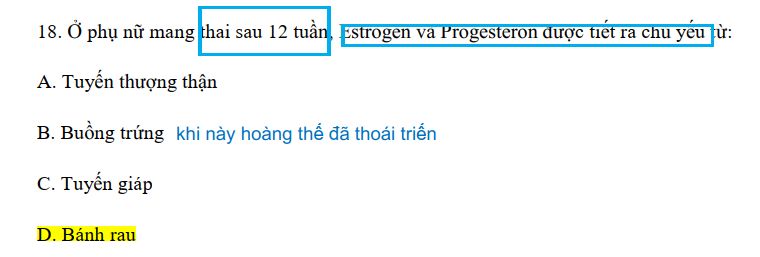 18. Ở phụ nữ mang thai sau 12 tuần, Estrogen và Progesteron được tiết ra chủ yếu từ:
A. Tuyến thượng thận
B. Buồng trứng khi này hoàng thể đã thoái triển
C. Tuyến giáp
D. Bánh rau